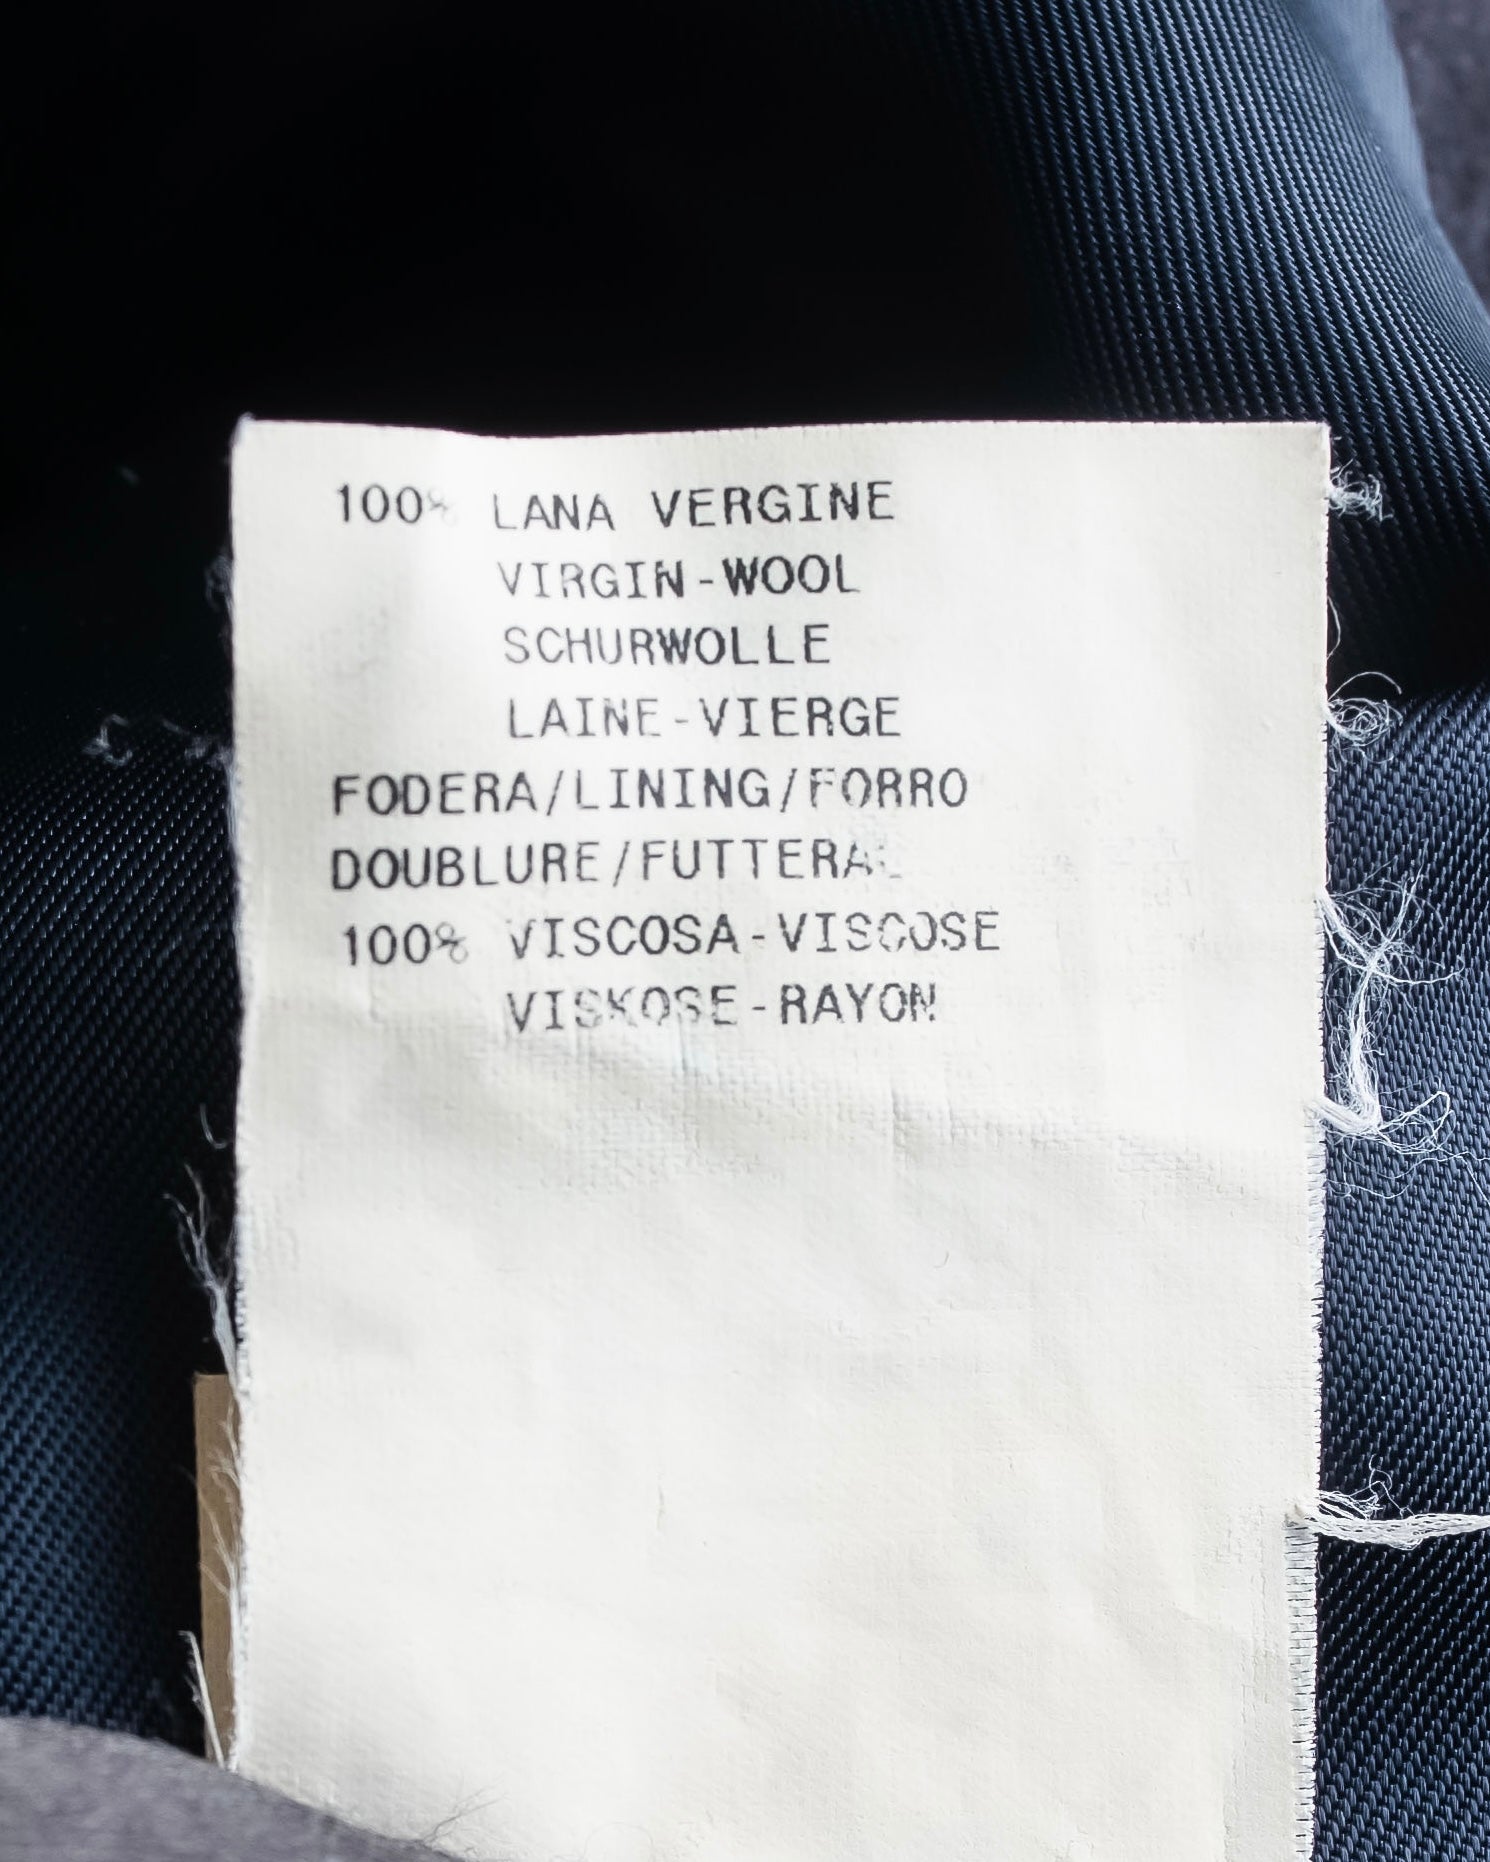 100% LANA VERGINE
VIRGIN-WOOL
SCHURWOLLE
LAINE-VIERGE
FODERA/LINING/FORRO
DOUBLURE/FUTTERAL
100% VISCOSA-VISCOSE
VISKOSE-RAYON